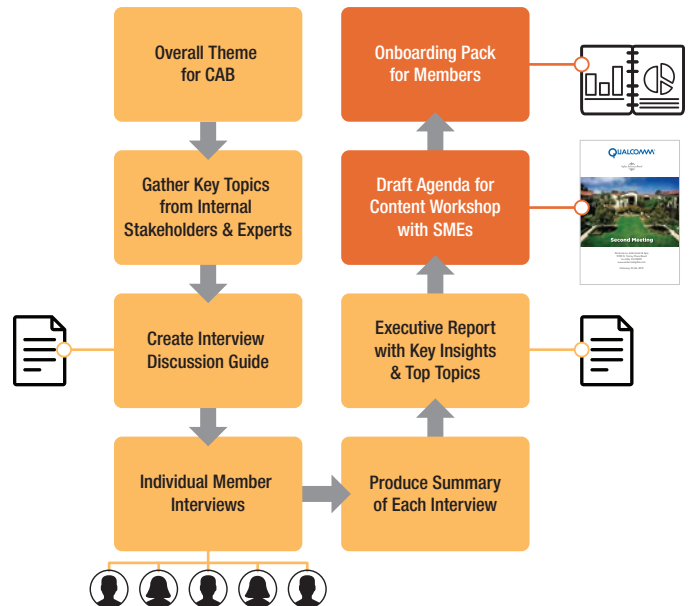 Overall Theme
for CAB
Gather Key Topics
from Internal
Stakeholders & Experts
Create Interview
Discussion Guide
Individual Member
Interviews
Produce Summary
of Each Interview
Executive Report
with Key Insights
& Top Topics
Draft Agenda for
Content Workshop
with SMEs
Onboarding Pack
for Members
QUALCOMM
Second Meeting